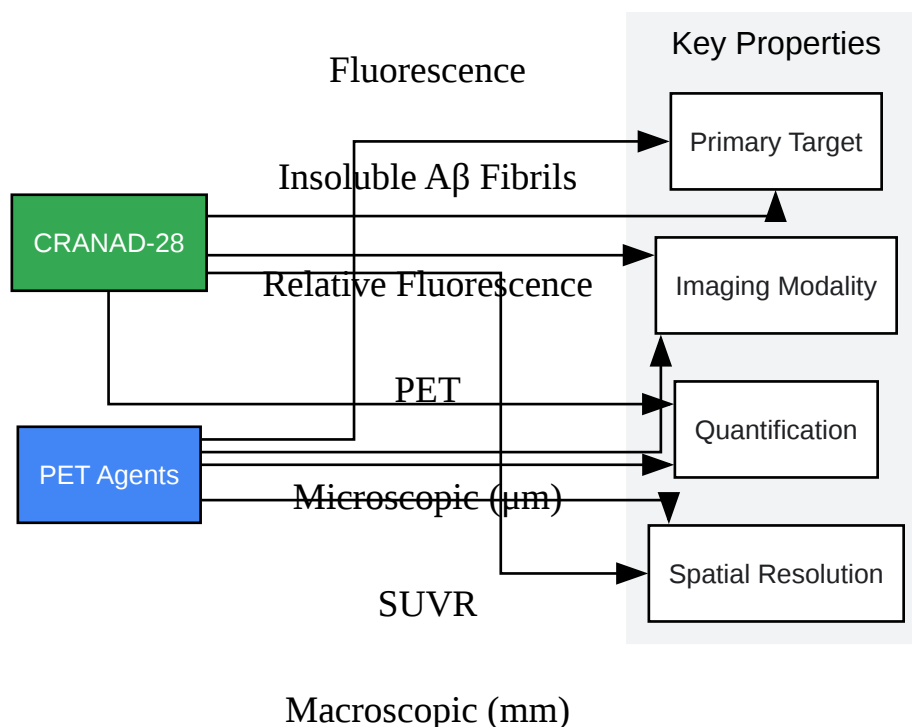 Key Properties
Fluorescence
Primary Target
Insoluble Aβ Fibrils
CRANAD-28
Relative Fluorescence
Imaging Modality
PET
Quantification
PET Agents
Microscopic (μm)
Spatial Resolution
SUVR
Macroscopic (mm)